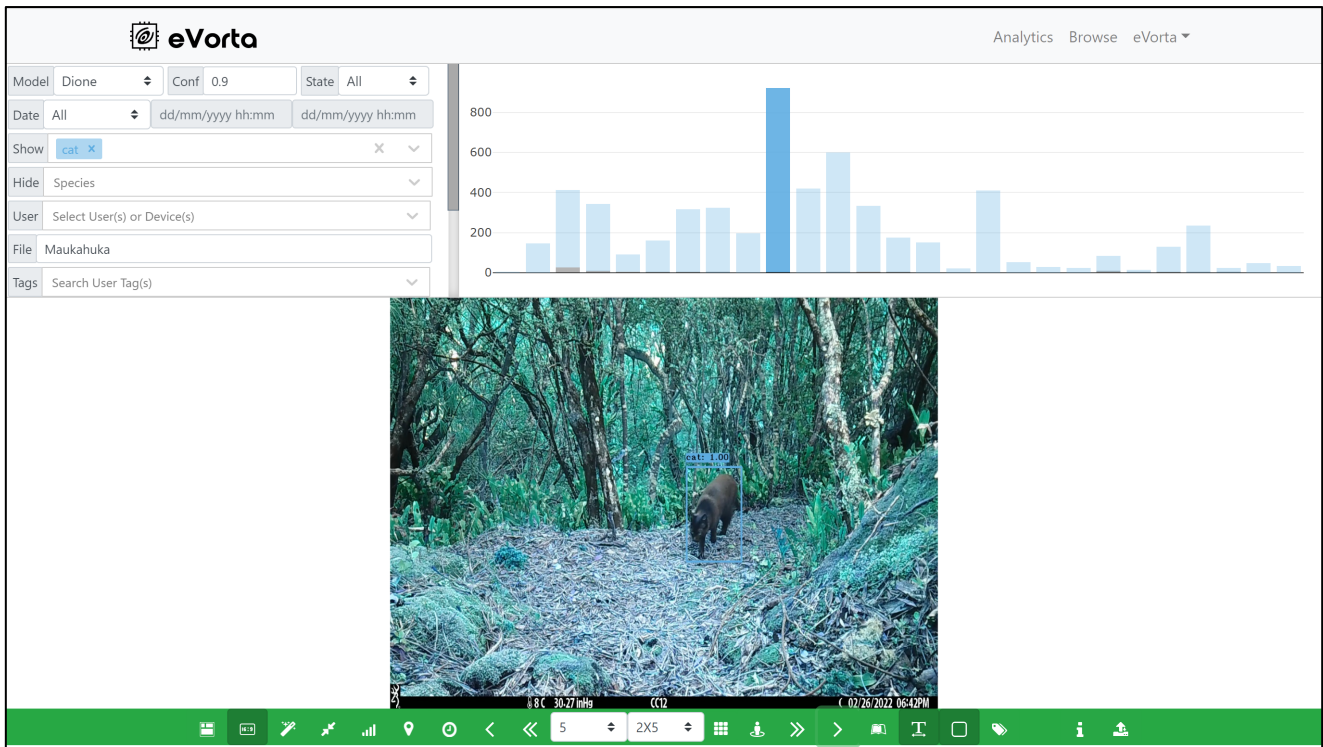 eVorta
Analytics Browse eVorta
Model Dione Conf 0.9 State All
Date All dd/mm/yyyy hh:mm dd/mm/yyyy hh:mm
Show cat ×
Hide Species
User Select User(s) or Device(s)
File Maukahuka
Tags Search User Tag(s)
800
600
400
200
0
cat: 1.00
8C 30.27 inHg CC12 02/26/2022 06:42PM
5 2X5